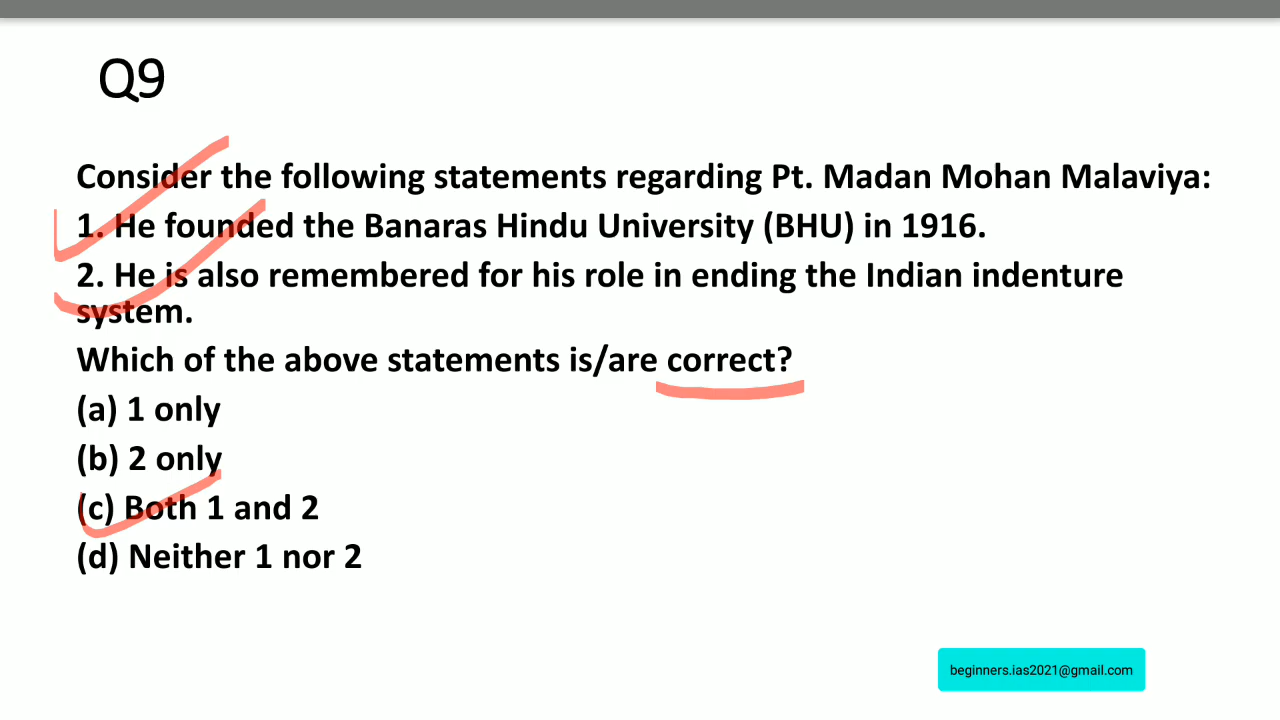 Q9
Consider the following statements regarding Pt. Madan Mohan Malaviya:
1. He founded the Banaras Hindu University (BHU) in 1916.
2. He is also remembered for his role in ending the Indian indenture
system.
Which of the above statements is/are correct?
(a) 1 only
(b) 2 only
(c) Both 1 and 2
(d) Neither 1 nor 2
beginners.ias2021@gmail.com